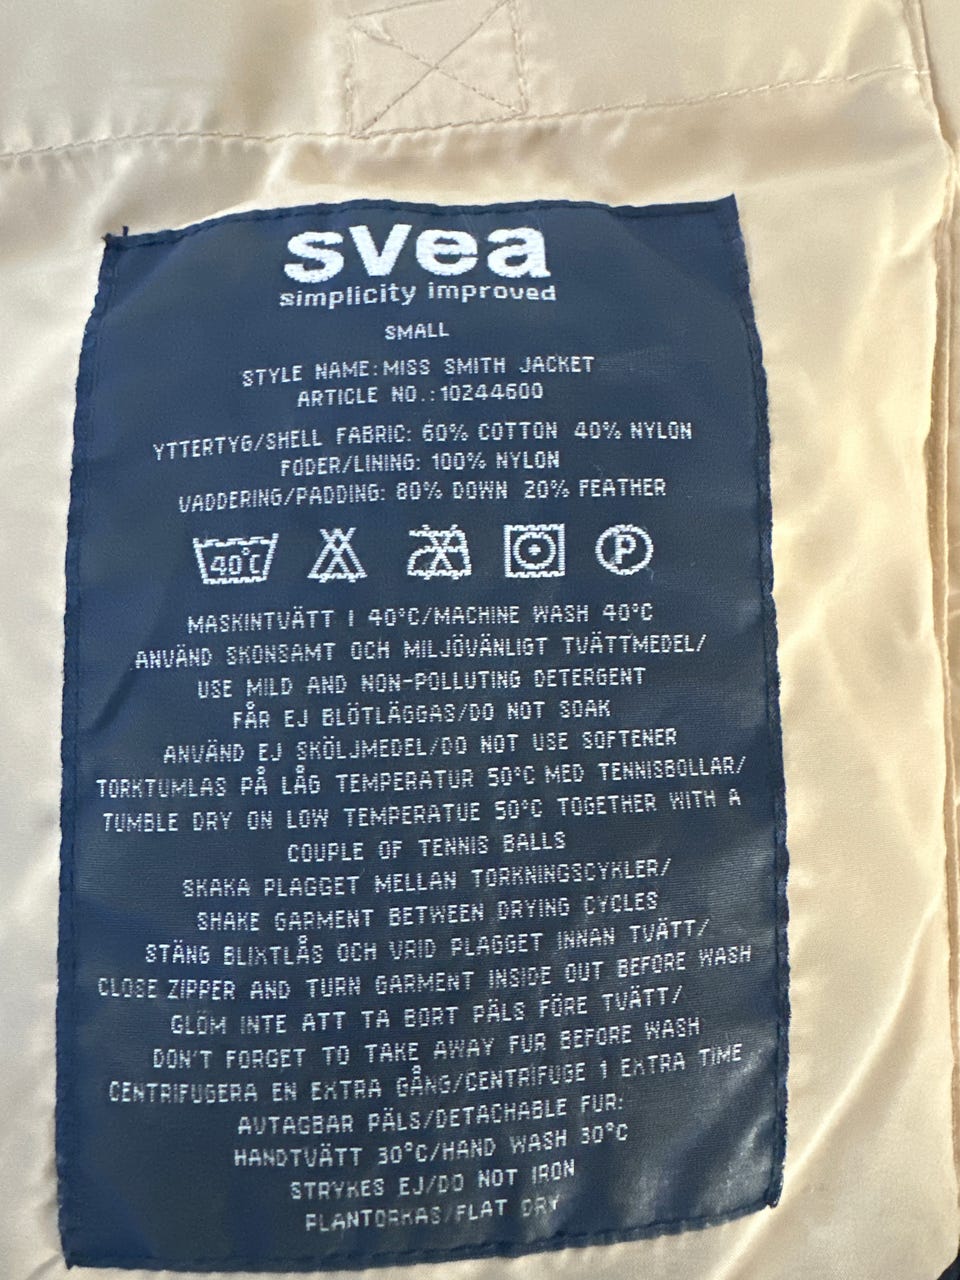 svea
simplicity improved
SMALL
STYLE NAME:MISS SMITH JACKET
ARTICLE NO.:10244600
YTTERTYG/SHELL FABRIC: 60% COTTON 40% NYLON
FODER/LINING: 100% NYLON
VADDERING/PADDING: 80% DOWN 20% FEATHER
40°C P
MASKINTVÄTT I 40°C/MACHINE WASH 40°C
ANVÄND SKONSAMT OCH MILJÖVÄNLIGT TVÄTTMEDEL/
USE MILD AND NON-POLLUTING DETERGENT
FÅR EJ BLÖTLÄGGAS/DO NOT SOAK
ANVÄND EJ SKÖLJMEDEL/DO NOT USE SOFTENER
TORKTUMLAS PÅ LÅG TEMPERATUR 50°C MED TENNISBOLLAR/
TUMBLE DRY ON LOW TEMPERATUE 50°C TOGETHER WITH A
COUPLE OF TENNIS BALLS
SKAKA PLAGGET MELLAN TORKNINGSCYKLER/
SHAKE GARMENT BETWEEN DRYING CYCLES
STÄNG BLIXTLÅS OCH VRID PLAGGET INNAN TVÄTT/
CLOSE ZIPPER AND TURN GARMENT INSIDE OUT BEFORE WASH
GLÖM INTE ATT TA BORT PÄLS FÖRE TVÄTT/
DON'T FORGET TO TAKE AWAY FUR BEFORE WASH
CENTRIFUGERA EN EXTRA GÅNG/CENTRIFUGE 1 EXTRA TIME
AVTAGBAR PÄLS/DETACHABLE FUR:
HANDTVÄTT 30°C/HAND WASH 30°C
STRYKES EJ/DO NOT IRON
PLANTORKAS/FLAT DRY